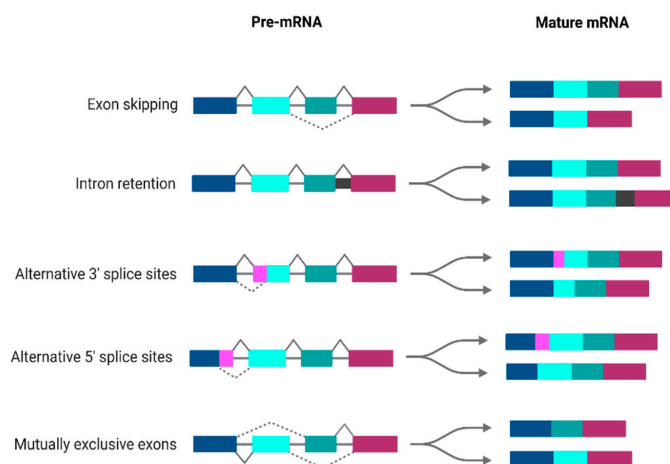 Pre-mRNA
Mature mRNA
Exon skipping
Intron retention
Alternative 3' splice sites
Alternative 5' splice sites
Mutually exclusive exons